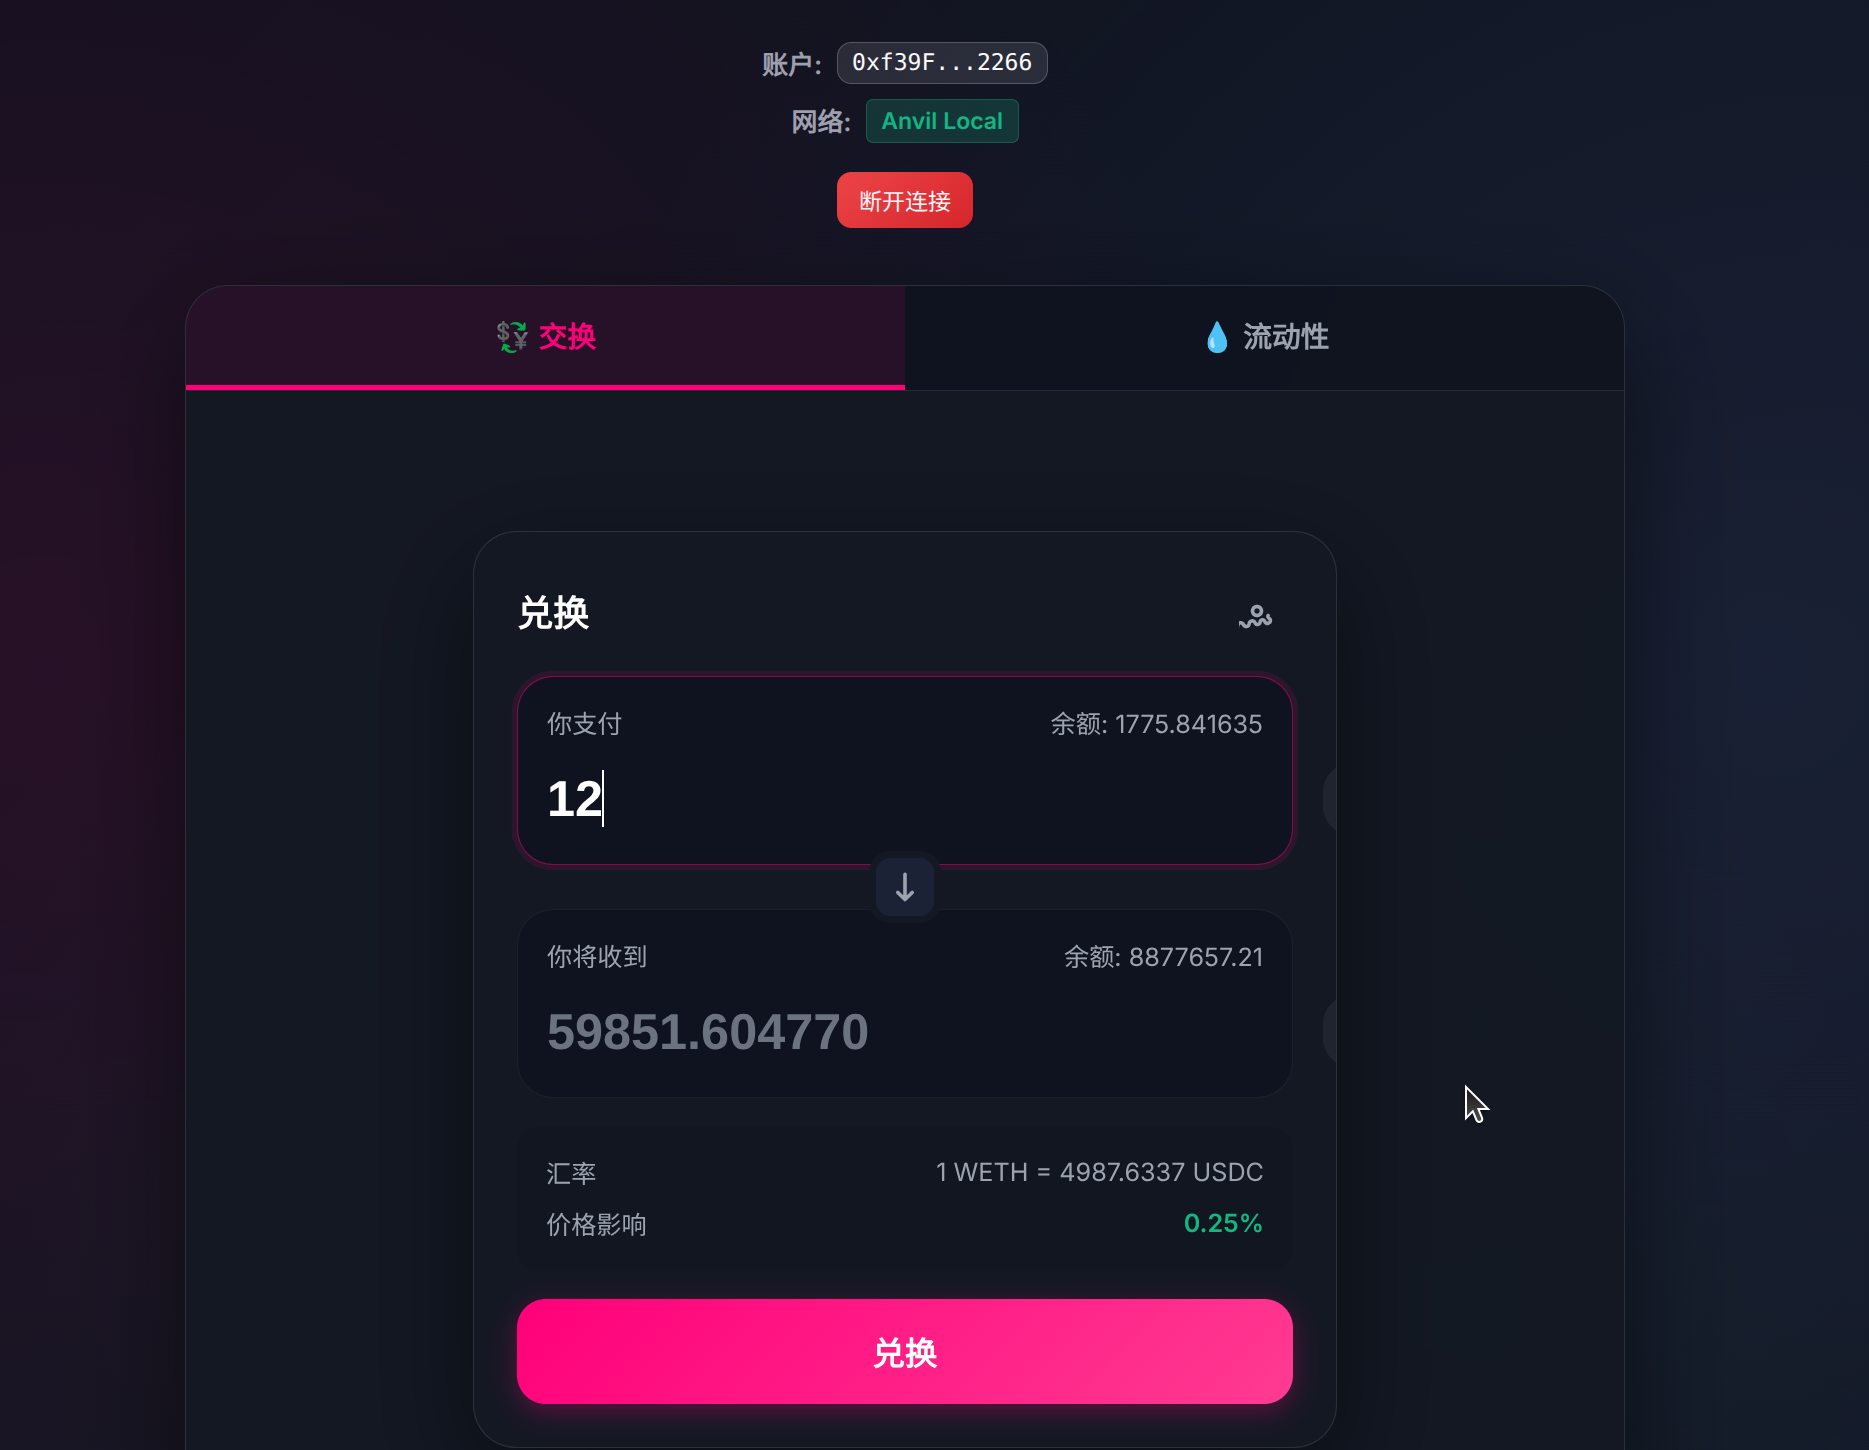 账户: 0xf39F...2266
网络: Anvil Local
断开连接
💱 交换
💧 流动性
兑换
你支付 余额: 1775.841635
12
你将收到 余额: 8877657.21
59851.604770
汇率 1 WETH = 4987.6337 USDC
价格影响 0.25%
兑换